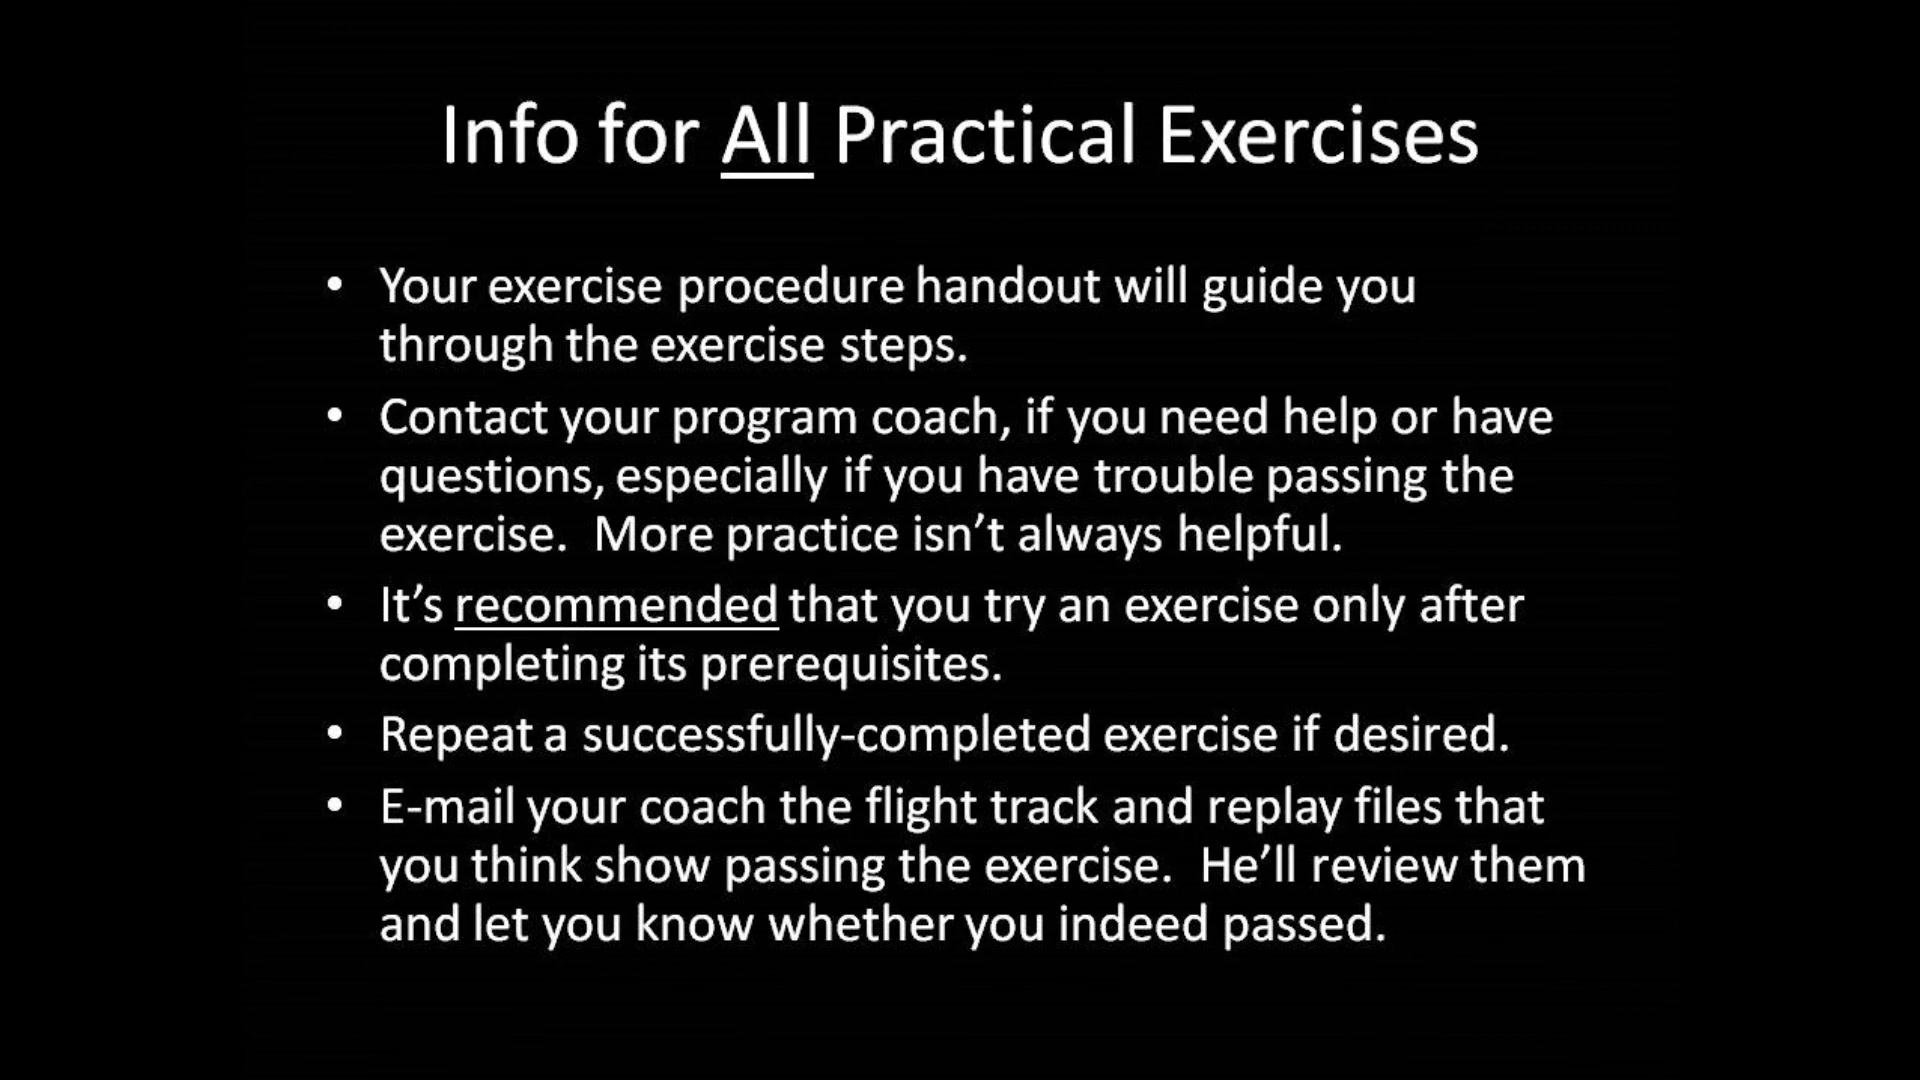 Info for All Practical Exercises
• Your exercise procedure handout will guide you
through the exercise steps.
• Contact your program coach, if you need help or have
questions, especially if you have trouble passing the
exercise.  More practice isn’t always helpful.
• It’s recommended that you try an exercise only after
completing its prerequisites.
• Repeat a successfully-completed exercise if desired.
• E-mail your coach the flight track and replay files that
you think show passing the exercise.  He’ll review them
and let you know whether you indeed passed.